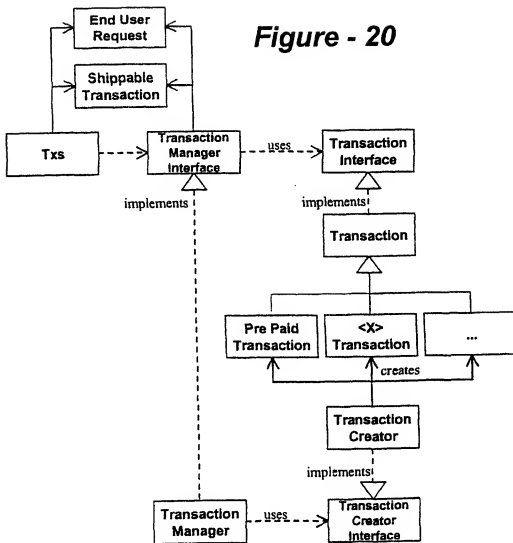 Figure - 20
End User
Request
Shippable
Transaction
Txs
Transaction
Manager
Interface
uses
Transaction
Interface
implements
implements
Transaction
Pre Paid
Transaction
<X>
Transaction
...
creates
Transaction
Creator
implements
Transaction
Manager
uses
Transaction
Creator
Interface